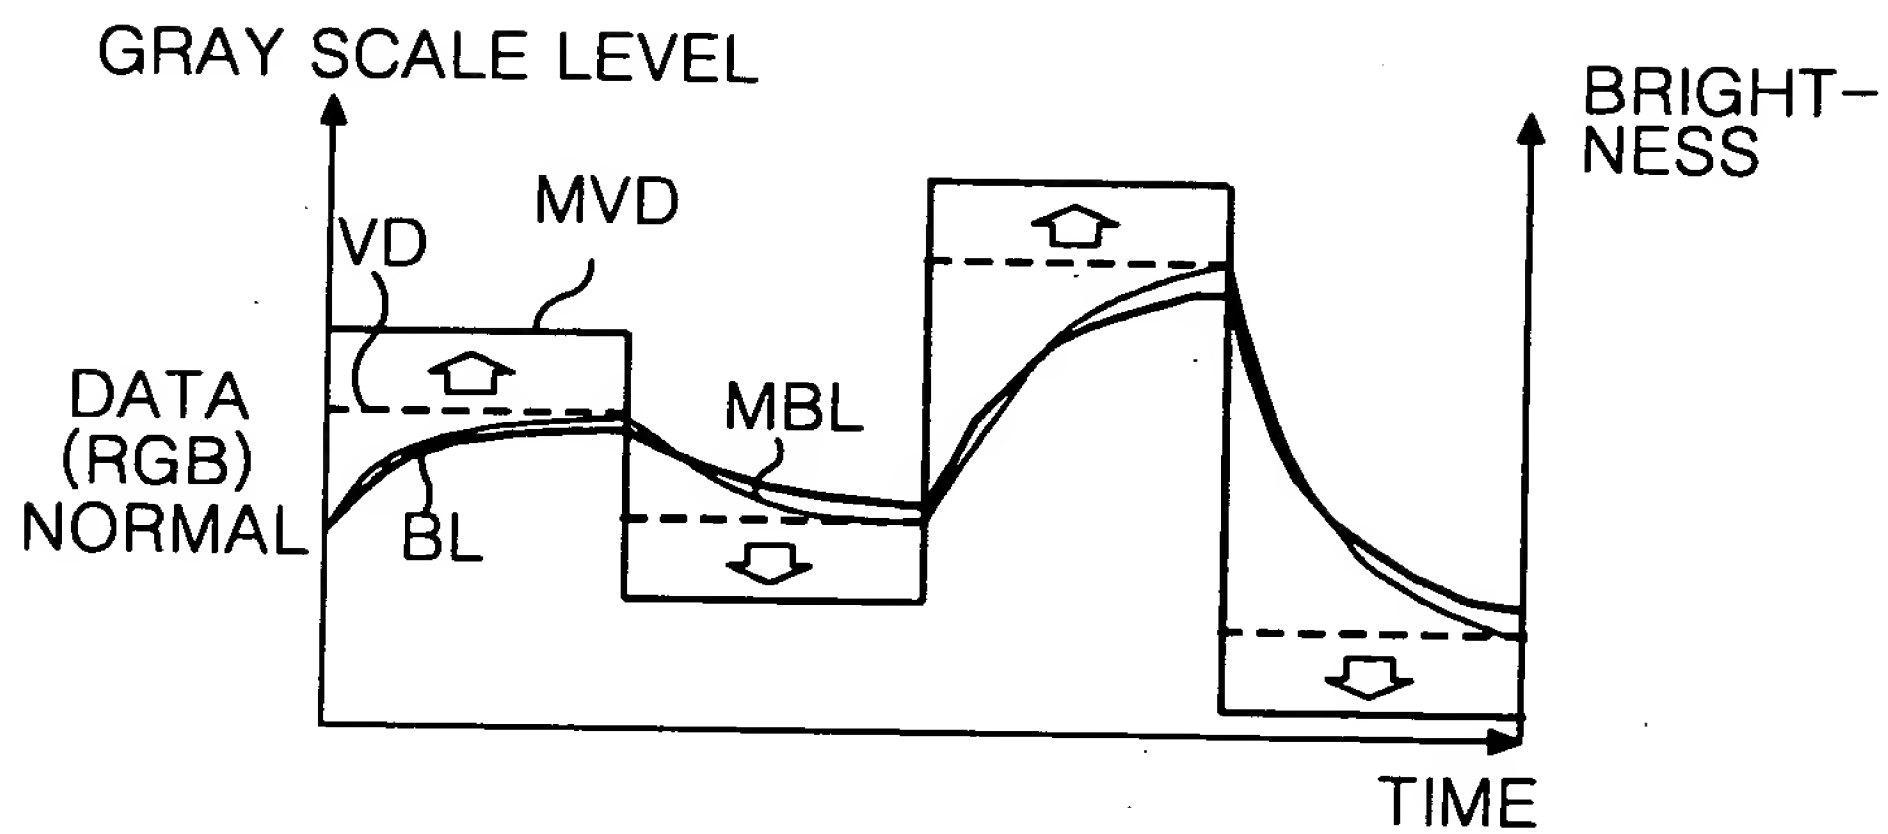 GRAY SCALE LEVEL
BRIGHT-
NESS
MVD
VD
DATA
(RGB)
NORMAL
MBL
BL
TIME